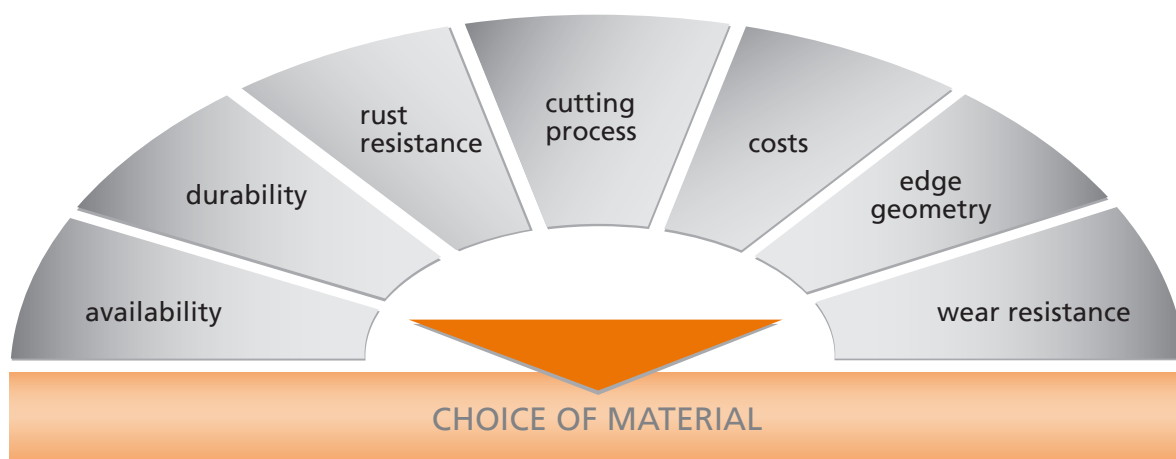 availability
durability
rust
resistance
cutting
process
costs
edge
geometry
wear resistance
CHOICE OF MATERIAL